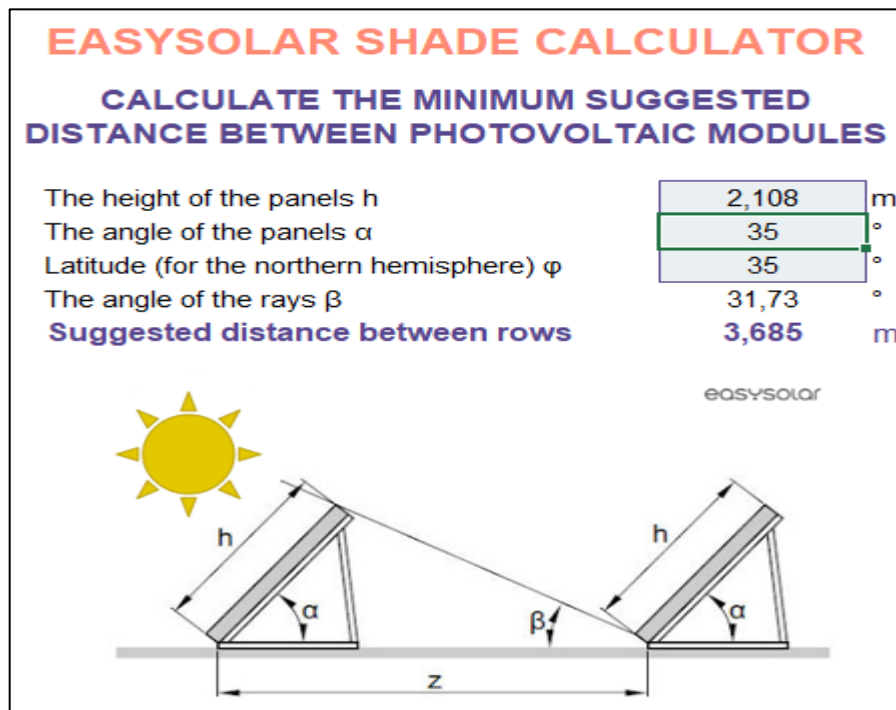 EASYSOLAR SHADE CALCULATOR
CALCULATE THE MINIMUM SUGGESTED
DISTANCE BETWEEN PHOTOVOLTAIC MODULES
The height of the panels h 2,108 m
The angle of the panels α 35 °
Latitude (for the northern hemisphere) φ 35 °
The angle of the rays β 31,73 °
Suggested distance between rows 3,685 m
easysolar
h h
α β α
z